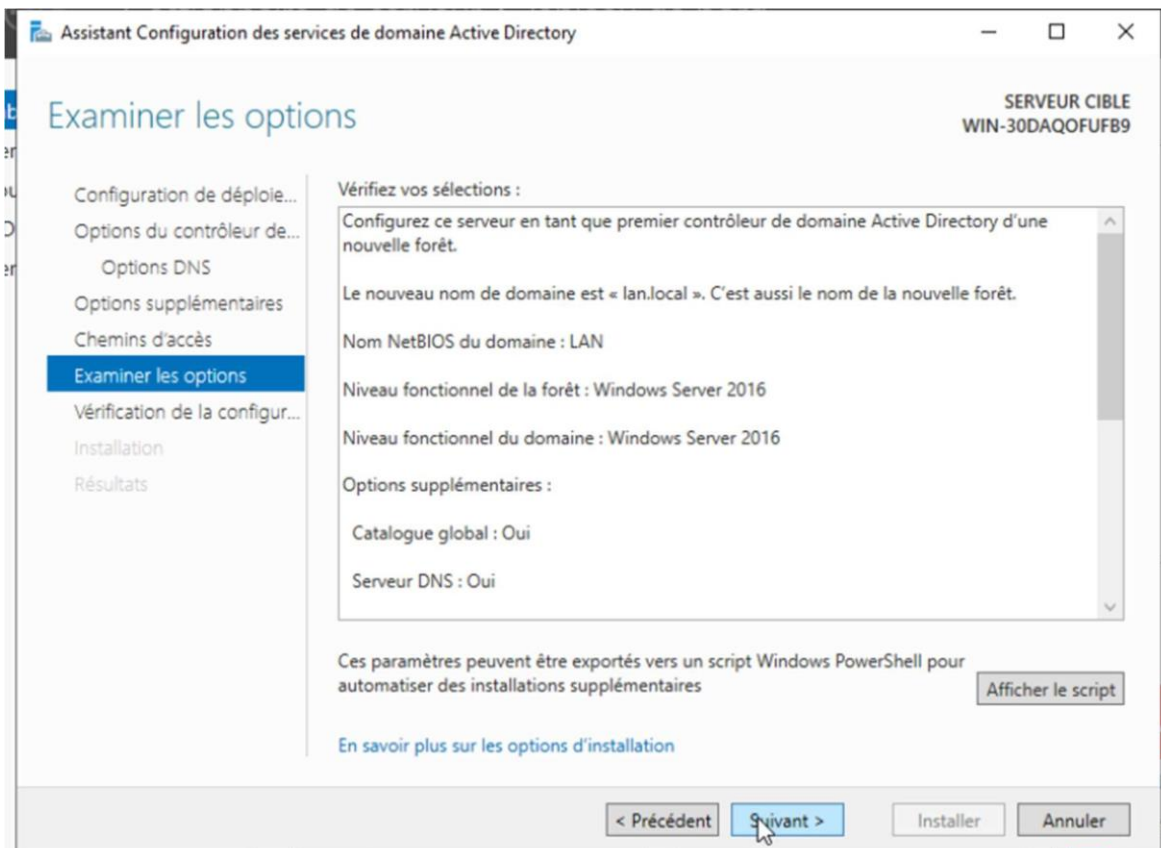 Assistant Configuration des services de domaine Active Directory
Examiner les options
SERVEUR CIBLE
WIN-30DAQOFUFB9
Configuration de déploie...
Options du contrôleur de...
Options DNS
Options supplémentaires
Chemins d'accès
Examiner les options
Vérification de la configur...
Installation
Résultats
Vérifiez vos sélections :
Configurez ce serveur en tant que premier contrôleur de domaine Active Directory d'une
nouvelle forêt.
Le nouveau nom de domaine est « lan.local ». C'est aussi le nom de la nouvelle forêt.
Nom NetBIOS du domaine : LAN
Niveau fonctionnel de la forêt : Windows Server 2016
Niveau fonctionnel du domaine : Windows Server 2016
Options supplémentaires :
Catalogue global : Oui
Serveur DNS : Oui
Ces paramètres peuvent être exportés vers un script Windows PowerShell pour
automatiser des installations supplémentaires
Afficher le script
En savoir plus sur les options d'installation
< Précédent
Suivant >
Installer
Annuler